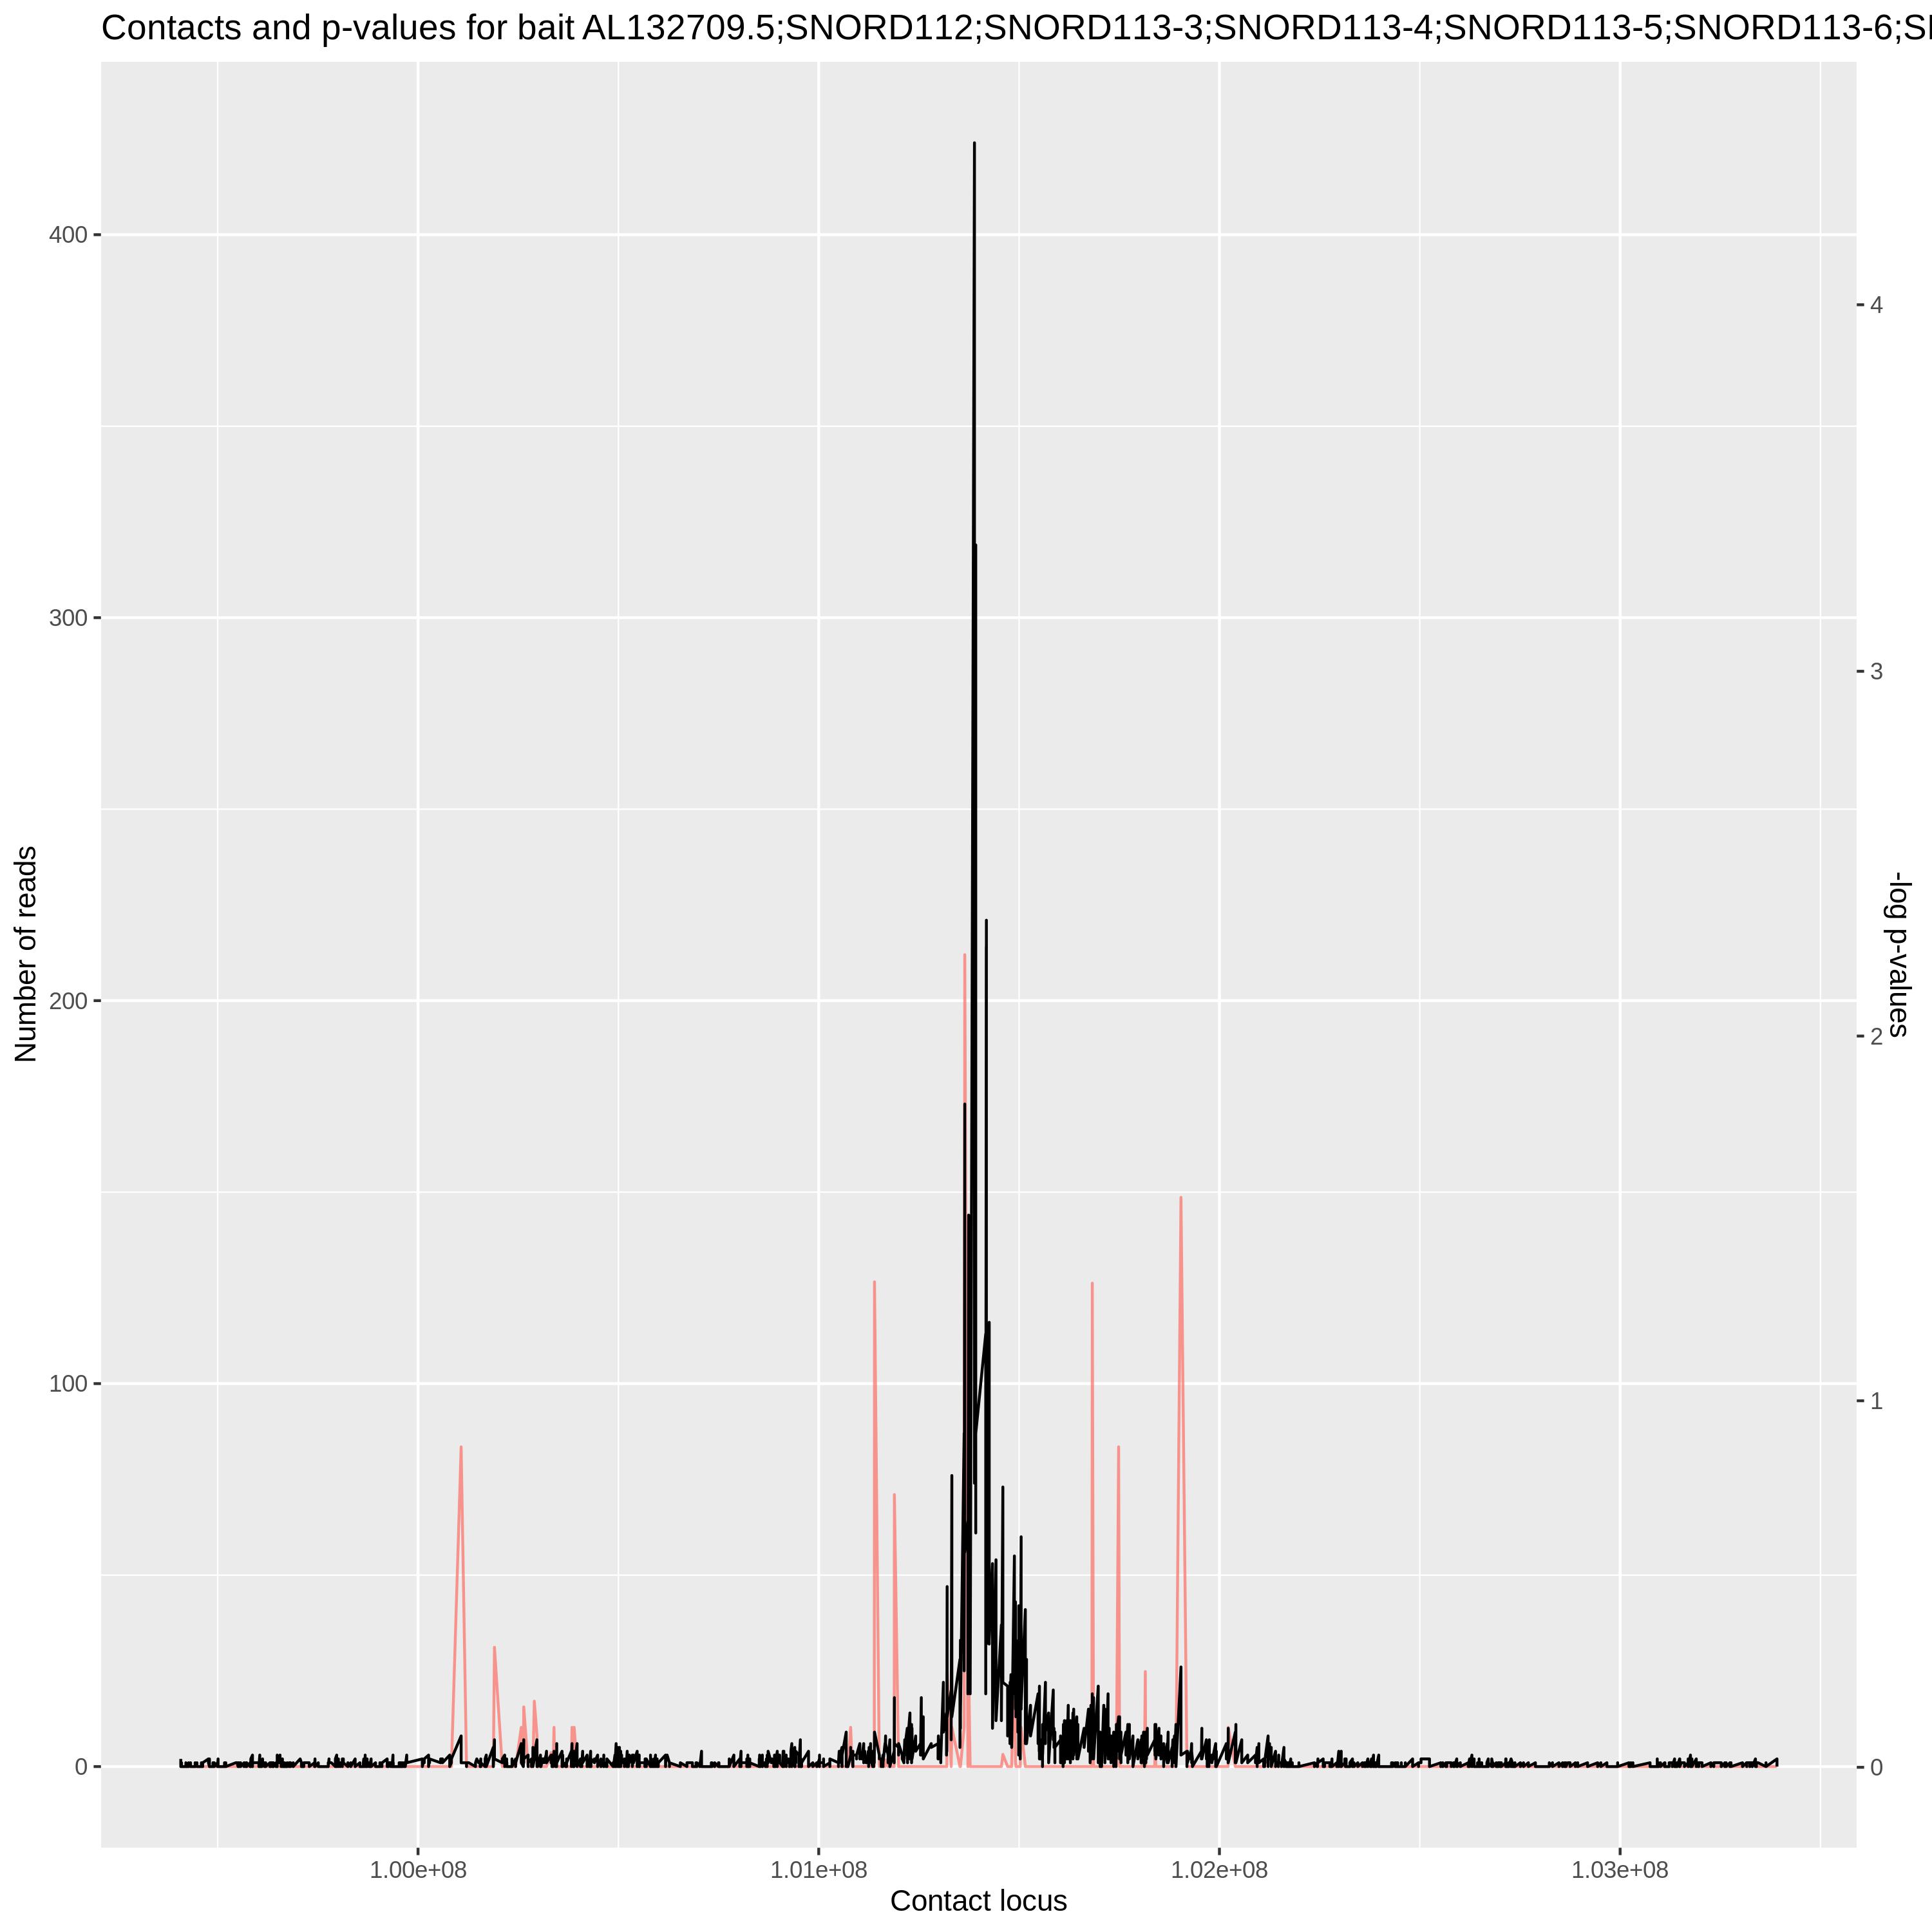 Contacts and p-values for bait AL132709.5;SNORD112;SNORD113-3;SNORD113-4;SNORD113-5;SNORD113-6;
400
300
200
100
0
4
3
2
1
0
Number of reads
-log p-values
1.00e+08
1.01e+08
1.02e+08
1.03e+08
Contact locus